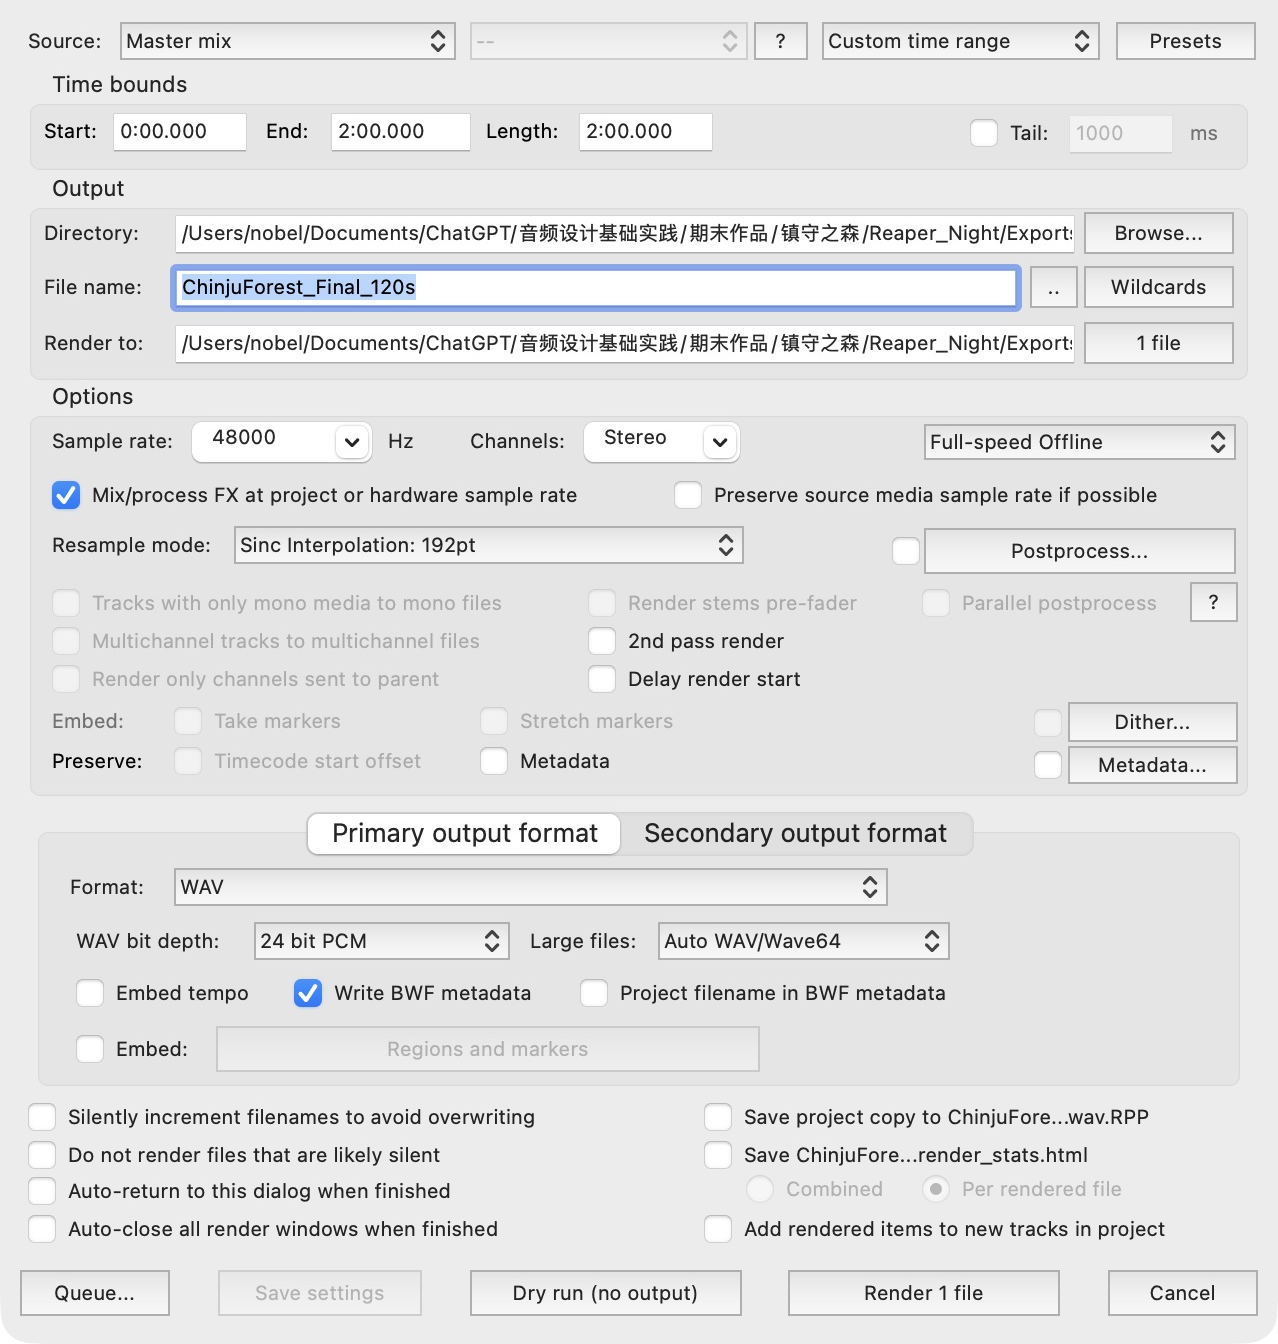 Source: Master mix -- ? Custom time range Presets
Time bounds
Start: 0:00.000 End: 2:00.000 Length: 2:00.000 Tail: 1000 ms
Output
Directory: /Users/nobel/Documents/ChatGPT/音频设计基础实践/期末作品/镇守之森/Reaper_Night/Exports Browse...
File name: ChinjuForest_Final_120s .. Wildcards
Render to: /Users/nobel/Documents/ChatGPT/音频设计基础实践/期末作品/镇守之森/Reaper_Night/Exports 1 file
Options
Sample rate: 48000 Hz Channels: Stereo Full-speed Offline
Mix/process FX at project or hardware sample rate Preserve source media sample rate if possible
Resample mode: Sinc Interpolation: 192pt Postprocess...
Tracks with only mono media to mono files Render stems pre-fader Parallel postprocess ?
Multichannel tracks to multichannel files 2nd pass render
Render only channels sent to parent Delay render start
Embed: Take markers Stretch markers Dither...
Preserve: Timecode start offset Metadata Metadata...
Primary output format Secondary output format
Format: WAV
WAV bit depth: 24 bit PCM Large files: Auto WAV/Wave64
Embed tempo Write BWF metadata Project filename in BWF metadata
Embed: Regions and markers
Silently increment filenames to avoid overwriting Save project copy to ChinjuFore...wav.RPP
Do not render files that are likely silent Save ChinjuFore...render_stats.html
Auto-return to this dialog when finished Combined Per rendered file
Auto-close all render windows when finished Add rendered items to new tracks in project
Queue... Save settings Dry run (no output) Render 1 file Cancel